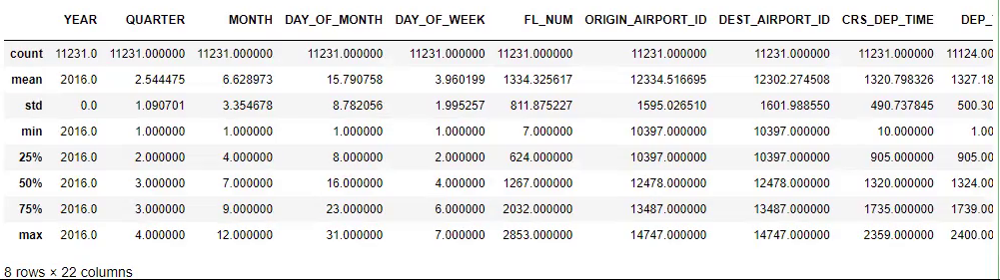 YEAR QUARTER MONTH DAY_OF_MONTH DAY_OF_WEEK FL_NUM ORIGIN_AIRPORT_ID DEST_AIRPORT_ID CRS_DEP_TIME DEP_
count 11231.0 11231.000000 11231.000000 11231.000000 11231.000000 11231.000000 11231.000000 11231.000000 11231.000000 11124.00
mean 2016.0 2.544475 6.628973 15.790758 3.960199 1334.325617 12334.516695 12302.274508 1320.798326 1327.18
std 0.0 1.090701 3.354678 8.782056 1.995257 811.875227 1595.026510 1601.988550 490.737845 500.30
min 2016.0 1.000000 1.000000 1.000000 1.000000 7.000000 10397.000000 10397.000000 10.000000 1.00
25% 2016.0 2.000000 4.000000 8.000000 2.000000 624.000000 10397.000000 10397.000000 905.000000 905.00
50% 2016.0 3.000000 7.000000 16.000000 4.000000 1267.000000 12478.000000 12478.000000 1320.000000 1324.00
75% 2016.0 3.000000 9.000000 23.000000 6.000000 2032.000000 13487.000000 13487.000000 1735.000000 1739.00
max 2016.0 4.000000 12.000000 31.000000 7.000000 2853.000000 14747.000000 14747.000000 2359.000000 2400.00
8 rows × 22 columns